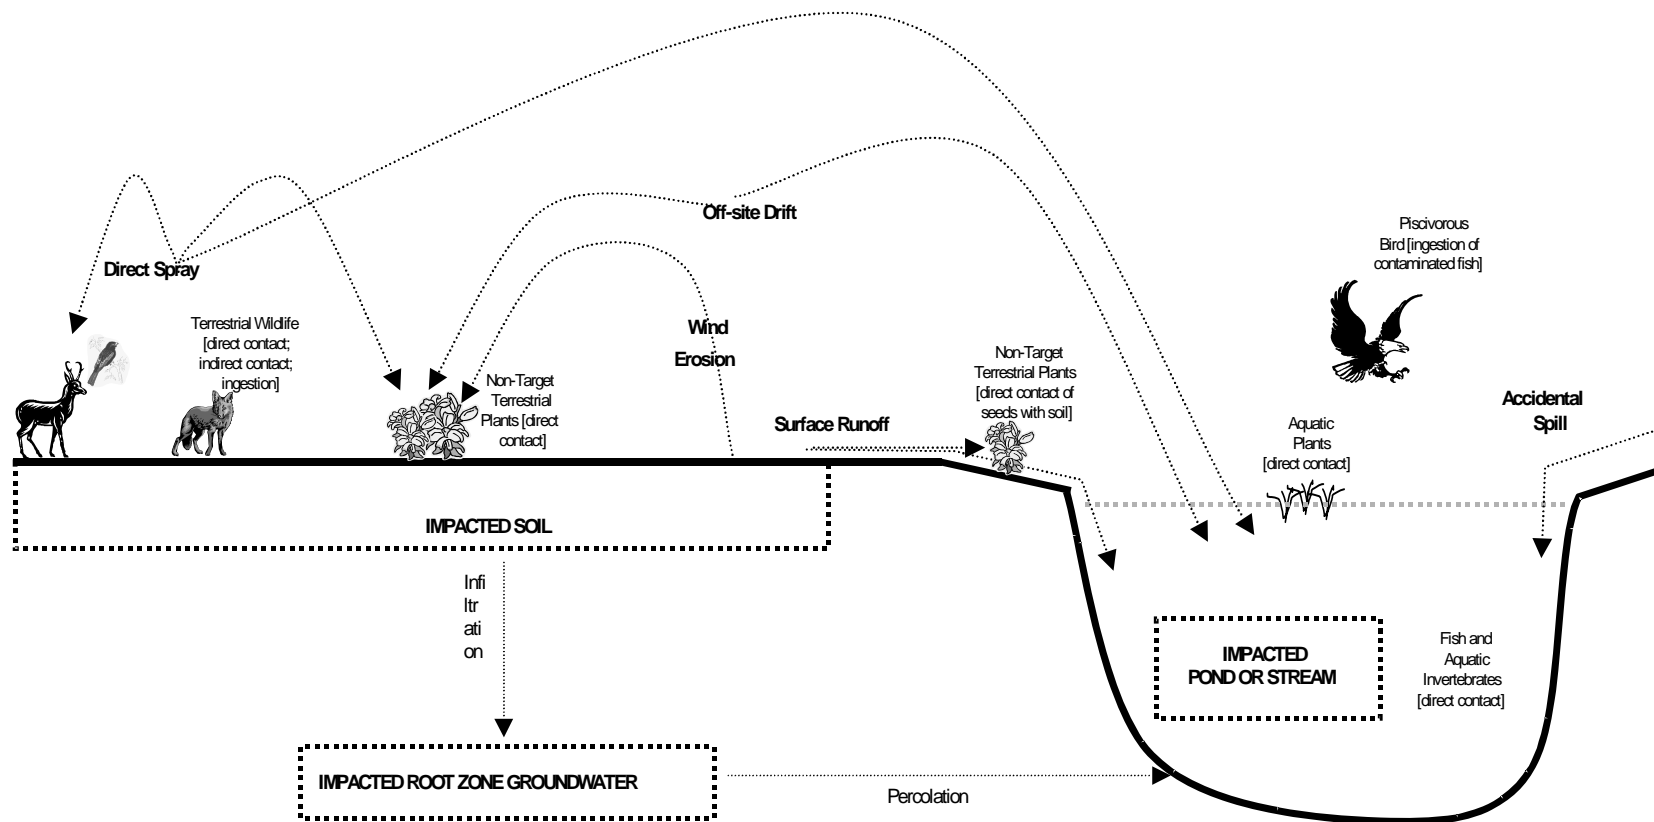 Off-site Drift
Piscivorous
Bird [ingestion of
contaminated fish]
Direct Spray
Terrestrial Wildlife
[direct contact;
indirect contact;
ingestion]
Wind
Erosion
Non-Target
Terrestrial
Plants [direct
contact]
Non-Target
Terrestrial Plants
[direct contact of
seeds with soil]
Surface Runoff
Aquatic
Plants
[direct contact]
Accidental
Spill
IMPACTED SOIL
Infi
ltr
ati
on
IMPACTED
POND OR STREAM
Fish and
Aquatic
Invertebrates
[direct contact]
IMPACTED ROOT ZONE GROUNDWATER
Percolation